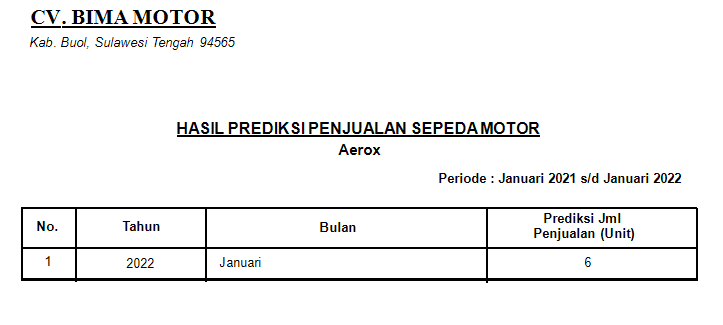 CV. BIMA MOTOR
Kab. Buol, Sulawesi Tengah 94565
HASIL PREDIKSI PENJUALAN SEPEDA MOTOR
Aerox
Periode : Januari 2021 s/d Januari 2022
No. Tahun Bulan Prediksi Jml
Penjualan (Unit)
1 2022 Januari 6